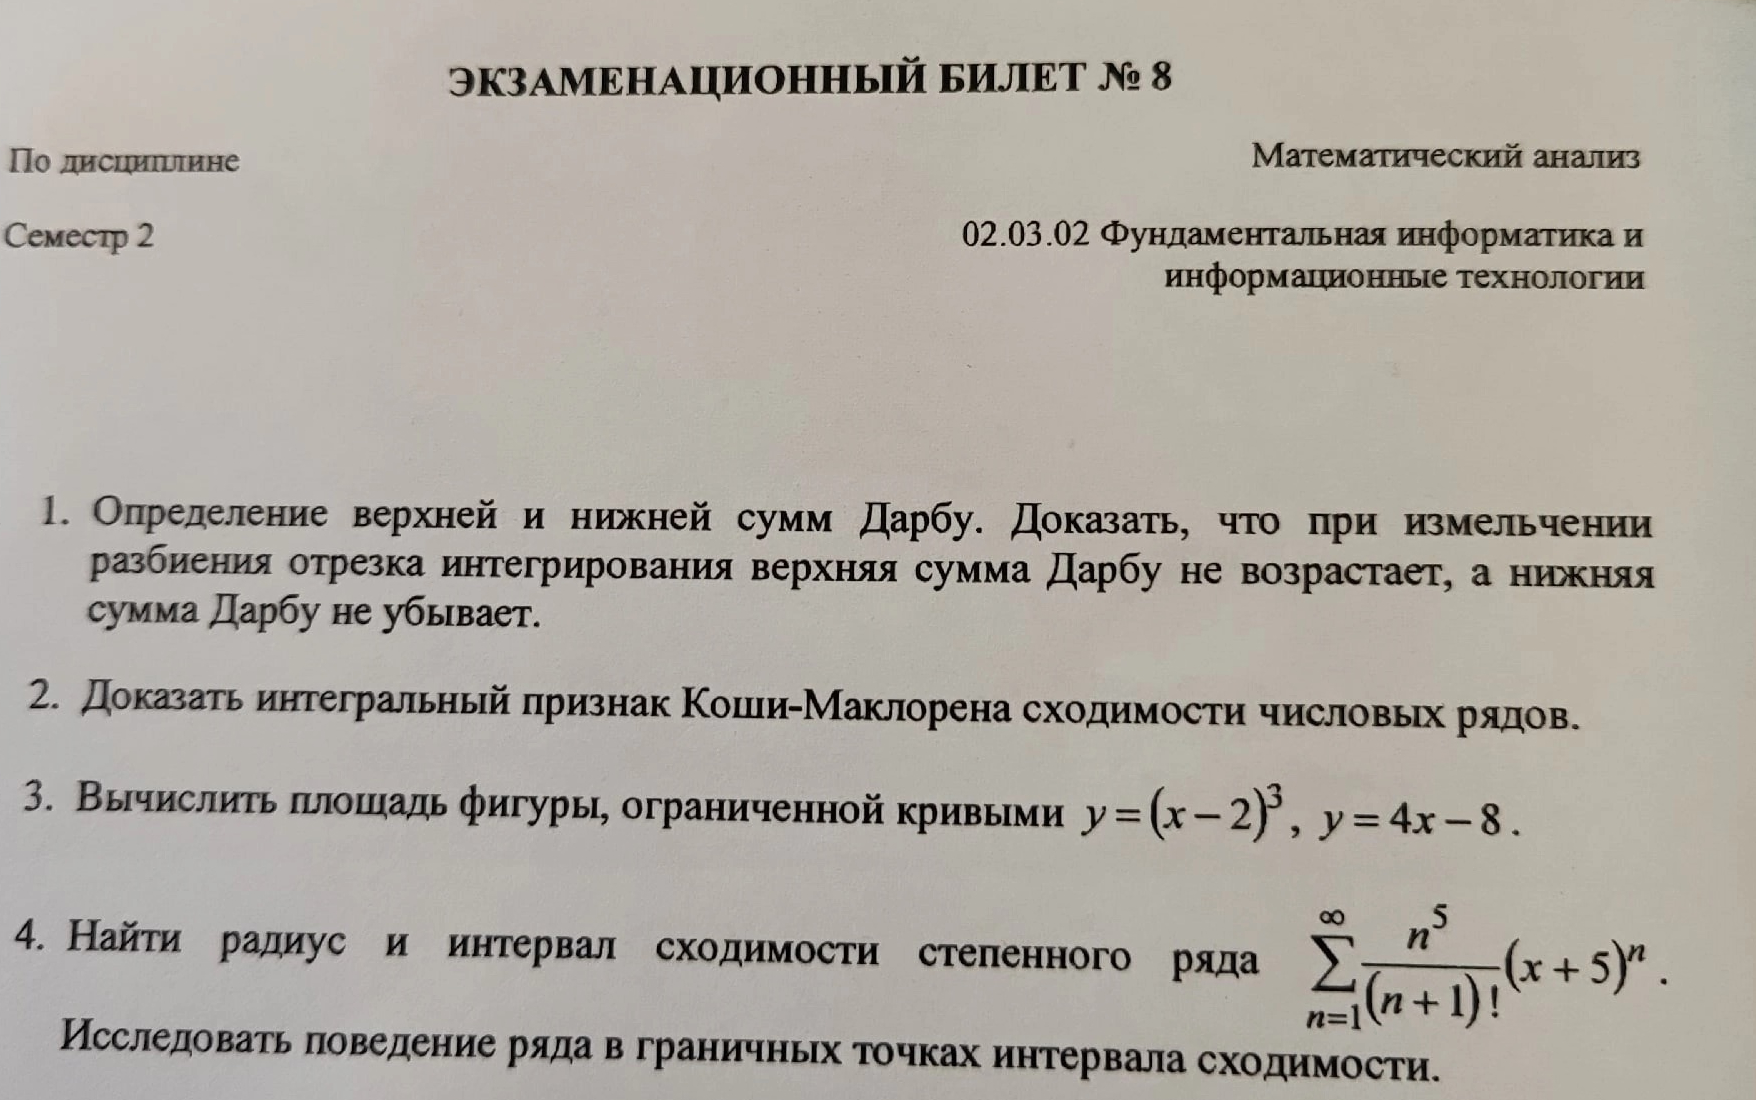 ЭКЗАМЕНАЦИОННЫЙ БИЛЕТ № 8
По дисциплине
Математический анализ
Семестр 2
02.03.02 Фундаментальная информатика и
информационные технологии
1. Определение верхней и нижней сумм Дарбу. Доказать, что при измельчении
разбиения отрезка интегрирования верхняя сумма Дарбу не возрастает, а нижняя
сумма Дарбу не убывает.
2. Доказать интегральный признак Коши-Маклорена сходимости числовых рядов.
3. Вычислить площадь фигуры, ограниченной кривыми y=(x−2)³, y=4x−8.
4. Найти радиус и интервал сходимости степенного ряда \sum_{n=1}^{\infty}\frac{n^5}{(n+1)!}(x+5)^n.
Исследовать поведение ряда в граничных точках интервала сходимости.